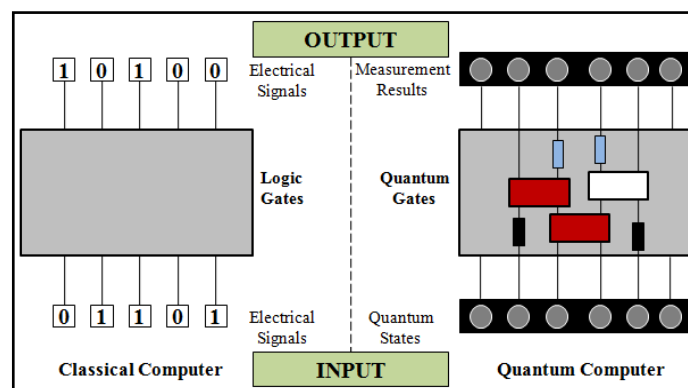 OUTPUT
1 0 1 0 0
Electrical
Signals
Measurement
Results
Logic
Gates
Quantum
Gates
0 1 1 0 1
Electrical
Signals
Quantum
States
Classical Computer
INPUT
Quantum Computer